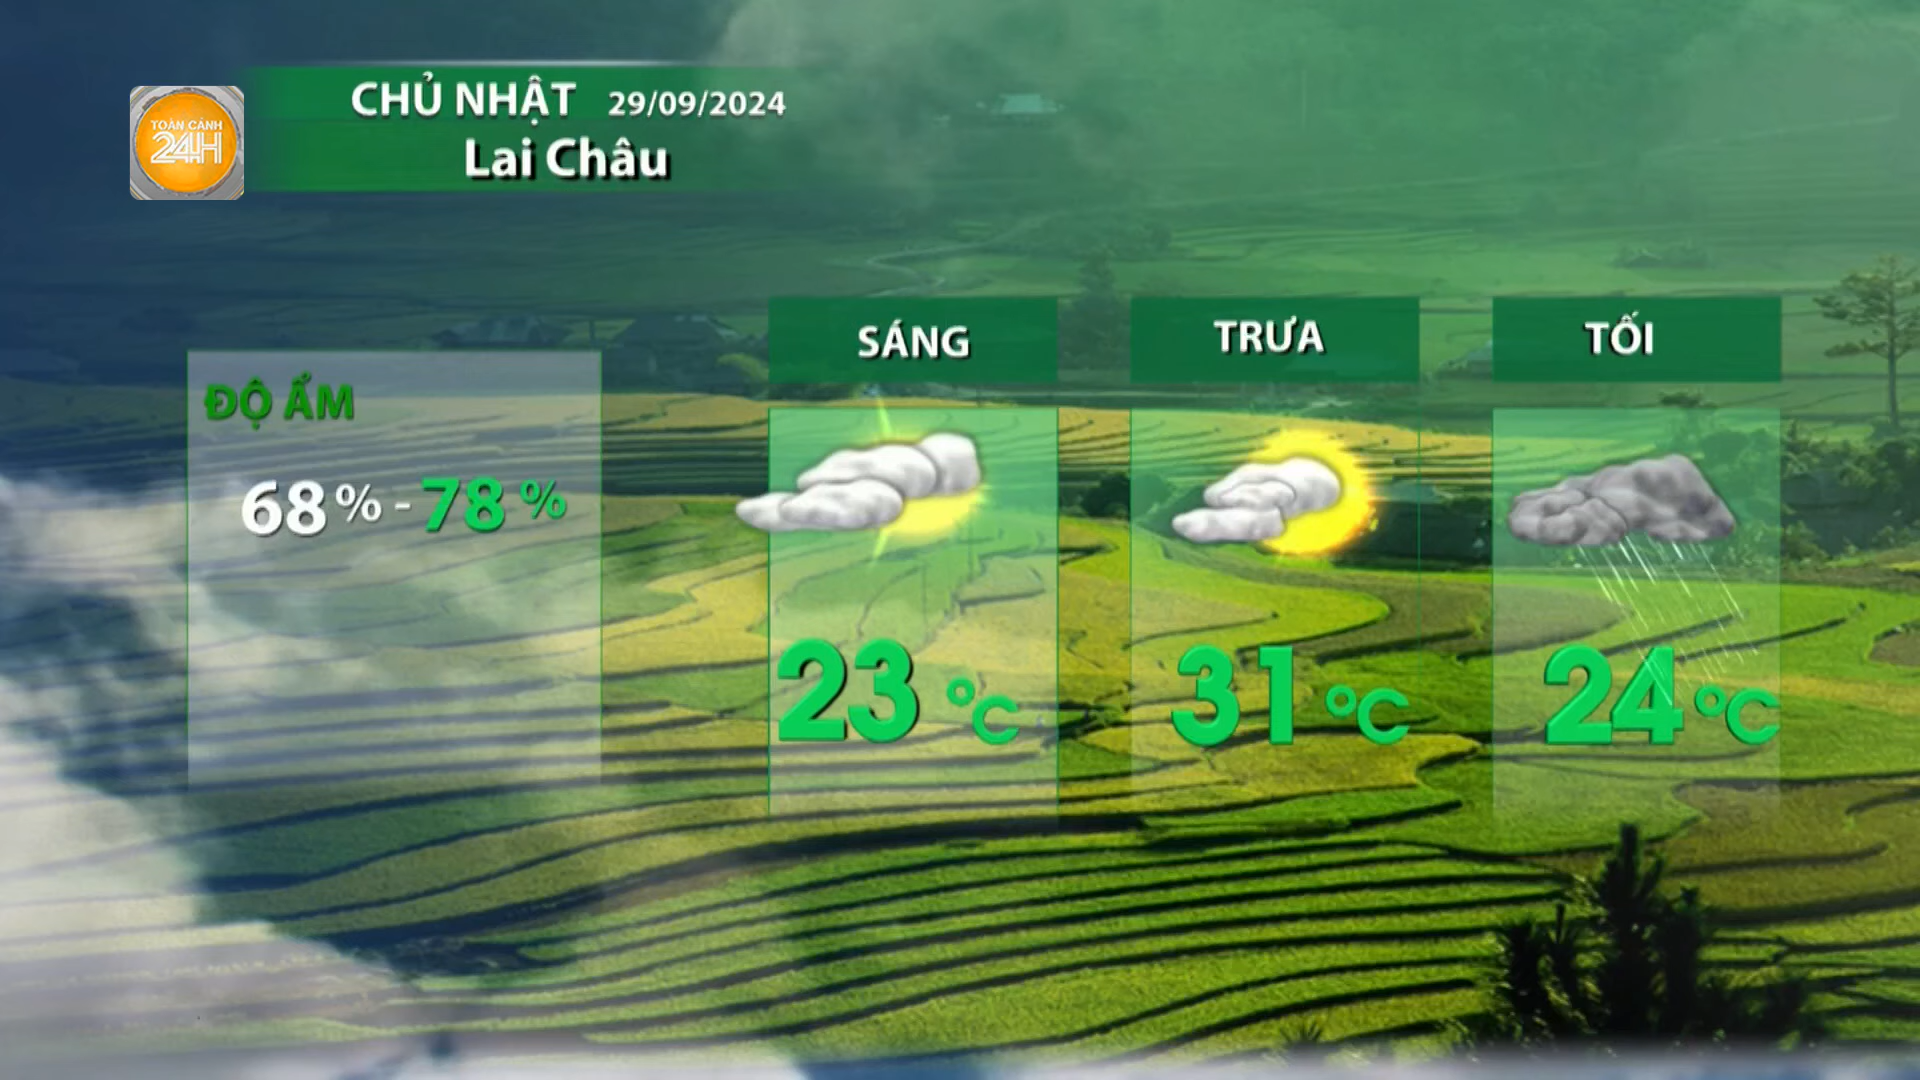 TOÀN CẢNH
24H
CHỦ NHẬT 29/09/2024
Lai Châu
ĐỘ ẨM
68% - 78%
SÁNG
TRƯA
TỐI
23 °C
31 °C
24 °C